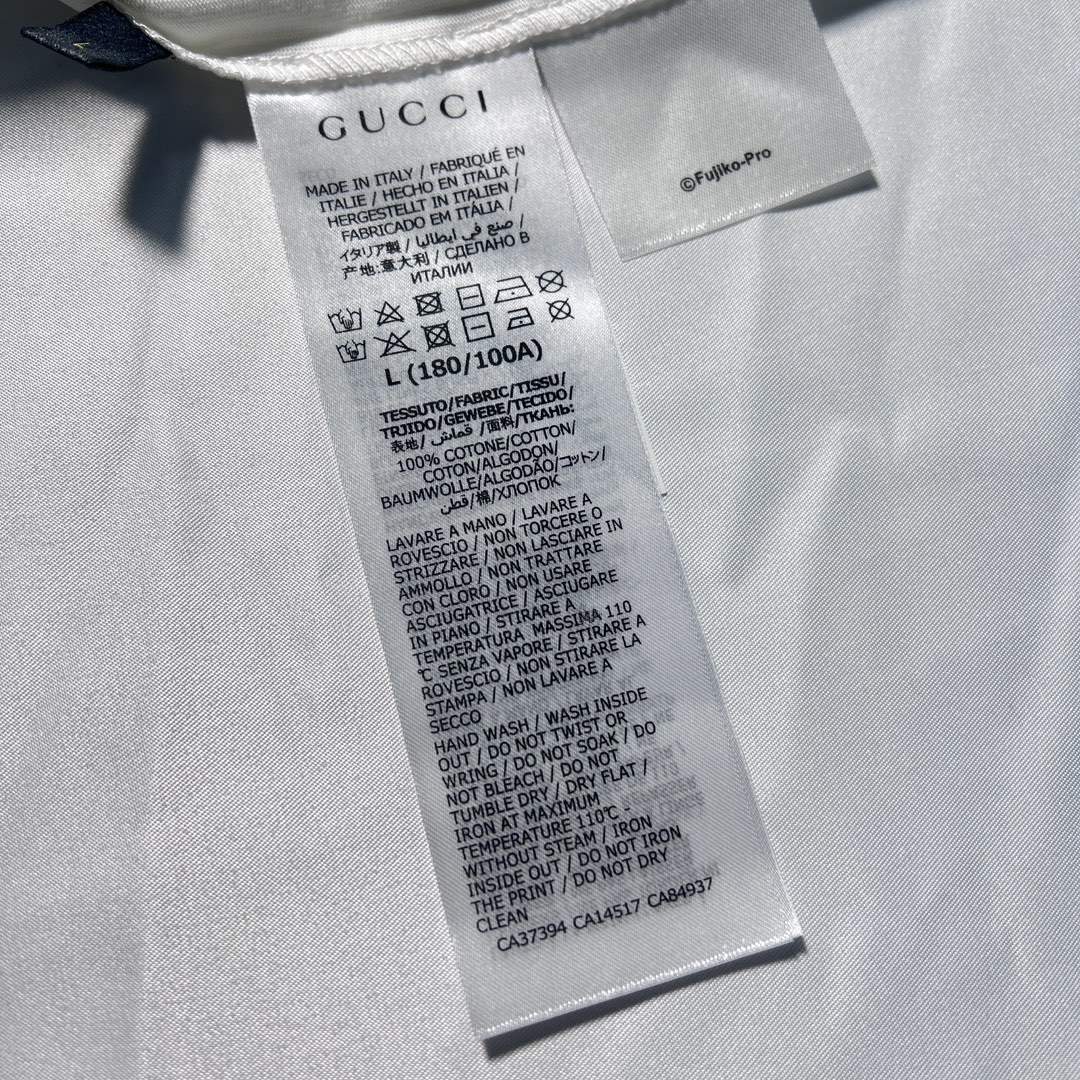 GUCCI
MADE IN ITALY / FABRIQUÉ EN
ITALIE / HECHO EN ITALIA /
HERGESTELLT IN ITALIEN /
FABRICADO EM ITÁLIA /
イタリア製 / صنع في ايطاليا /
产地:意大利 / СДЕЛАНО В
ИТАЛИИ
L (180/100A)
TESSUTO/FABRIC/TISSU/
TRJIDO/GEWEBE/TECIDO/
表地/ قماش /面料/ТКАНЬ:
100% COTONE/COTTON/
COTON/ALGODON/
BAUMWOLLE/ALGODÃO/コットン/
قطن/棉/ХЛОПОК
LAVARE A MANO / LAVARE A
ROVESCIO / NON TORCERE O
STRIZZARE / NON LASCIARE IN
AMMOLLO / NON TRATTARE
CON CLORO / NON USARE
ASCIUGATRICE / ASCIUGARE
IN PIANO / STIRARE A
TEMPERATURA MASSIMA 110
℃ SENZA VAPORE / STIRARE A
ROVESCIO / NON STIRARE LA
STAMPA / NON LAVARE A
SECCO
HAND WASH / WASH INSIDE
OUT / DO NOT TWIST OR
WRING / DO NOT SOAK / DO
NOT BLEACH / DO NOT
TUMBLE DRY / DRY FLAT /
IRON AT MAXIMUM
TEMPERATURE 110℃ -
WITHOUT STEAM / IRON
INSIDE OUT / DO NOT IRON
THE PRINT / DO NOT DRY
CLEAN
CA37394 CA14517 CA84937
©Fujiko-Pro